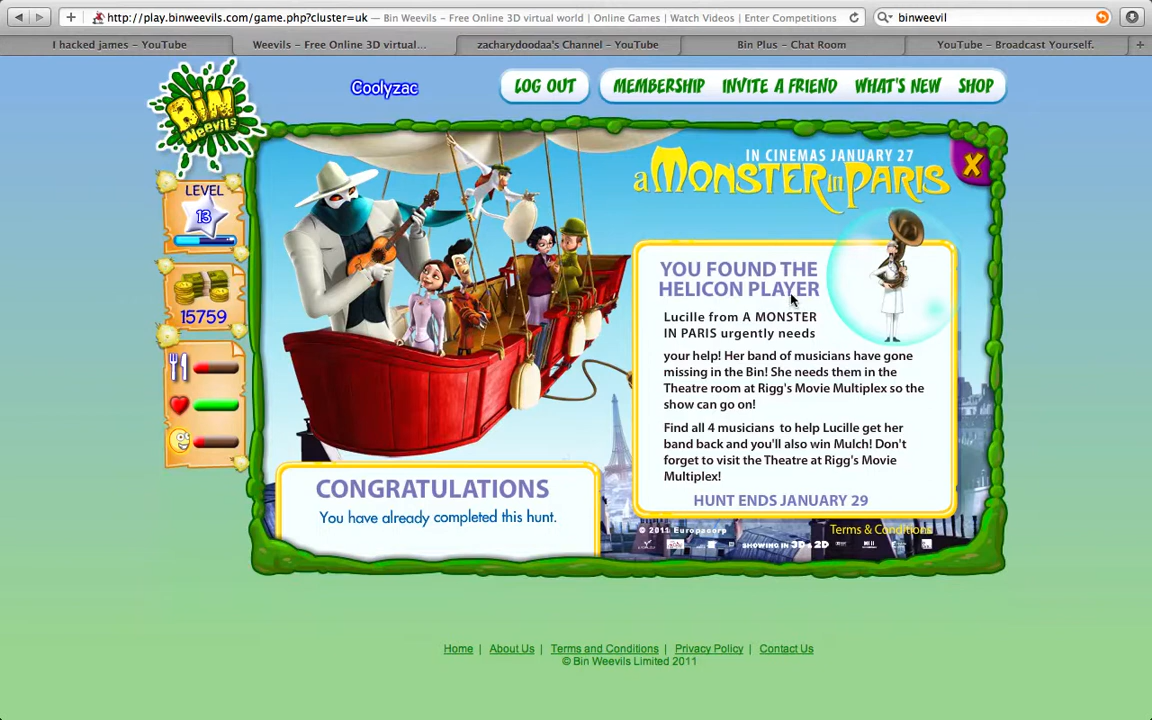 http://play.binweevils.com/game.php?cluster=uk — Bin Weevils – Free Online 3D virtual world | Online Games | Watch Videos | Enter Competitions
binweevil
I hacked james – YouTube
Weevils – Free Online 3D virtual...
zacharydoodaa's Channel – YouTube
Bin Plus – Chat Room
YouTube – Broadcast Yourself.
BiN WEEVILS
Coolyzac
LOG OUT
MEMBERSHIP
INVITE A FRIEND
WHAT'S NEW
SHOP
LEVEL
13
15759
IN CINEMAS JANUARY 27
a MONSTER in PARIS
X
YOU FOUND THE
HELICON PLAYER
Lucille from A MONSTER
IN PARIS urgently needs
your help! Her band of musicians have gone
missing in the Bin! She needs them in the
Theatre room at Rigg's Movie Multiplex so the
show can go on!
Find all 4 musicians to help Lucille get her
band back and you'll also win Mulch! Don't
forget to visit the Theatre at Rigg's Movie
Multiplex!
HUNT ENDS JANUARY 29
CONGRATULATIONS
You have already completed this hunt.
© 2011 Europacorp
Terms & Conditions
SHOWING IN 3D & 2D
Home | About Us | Terms and Conditions | Privacy Policy | Contact Us
© Bin Weevils Limited 2011